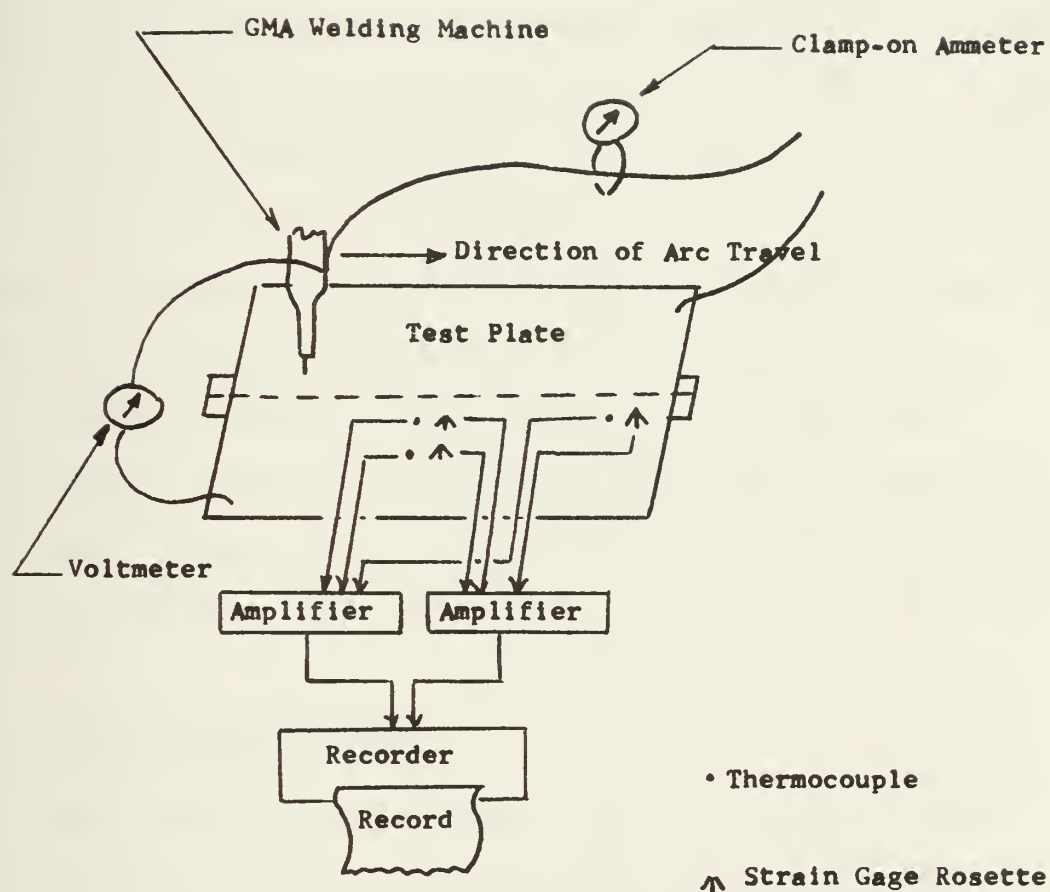 GMA Welding Machine
Clamp-on Ammeter
Direction of Arc Travel
Test Plate
Voltmeter
Amplifier
Amplifier
Recorder
Record
Thermocouple
Strain Gage Rosette